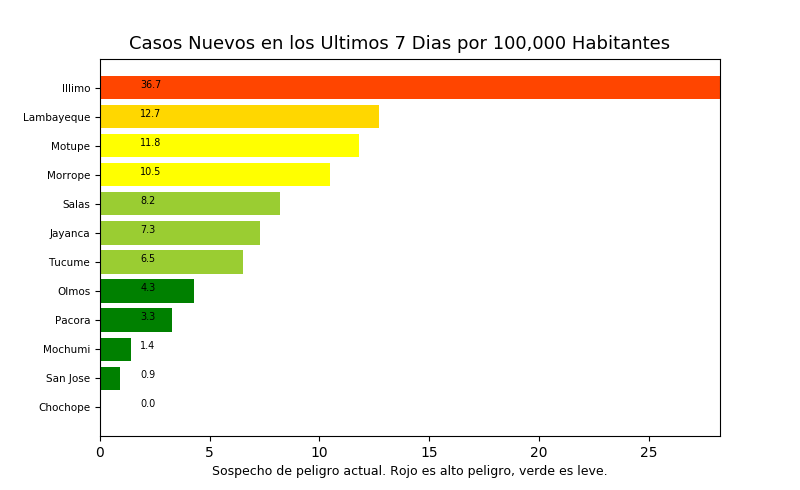 Casos Nuevos en los Ultimos 7 Dias por 100,000 Habitantes
Illimo 36.7
Lambayeque 12.7
Motupe 11.8
Morrope 10.5
Salas 8.2
Jayanca 7.3
Tucume 6.5
Olmos 4.3
Pacora 3.3
Mochumi 1.4
San Jose 0.9
Chochope 0.0
0 5 10 15 20 25
Sospecho de peligro actual. Rojo es alto peligro, verde es leve.